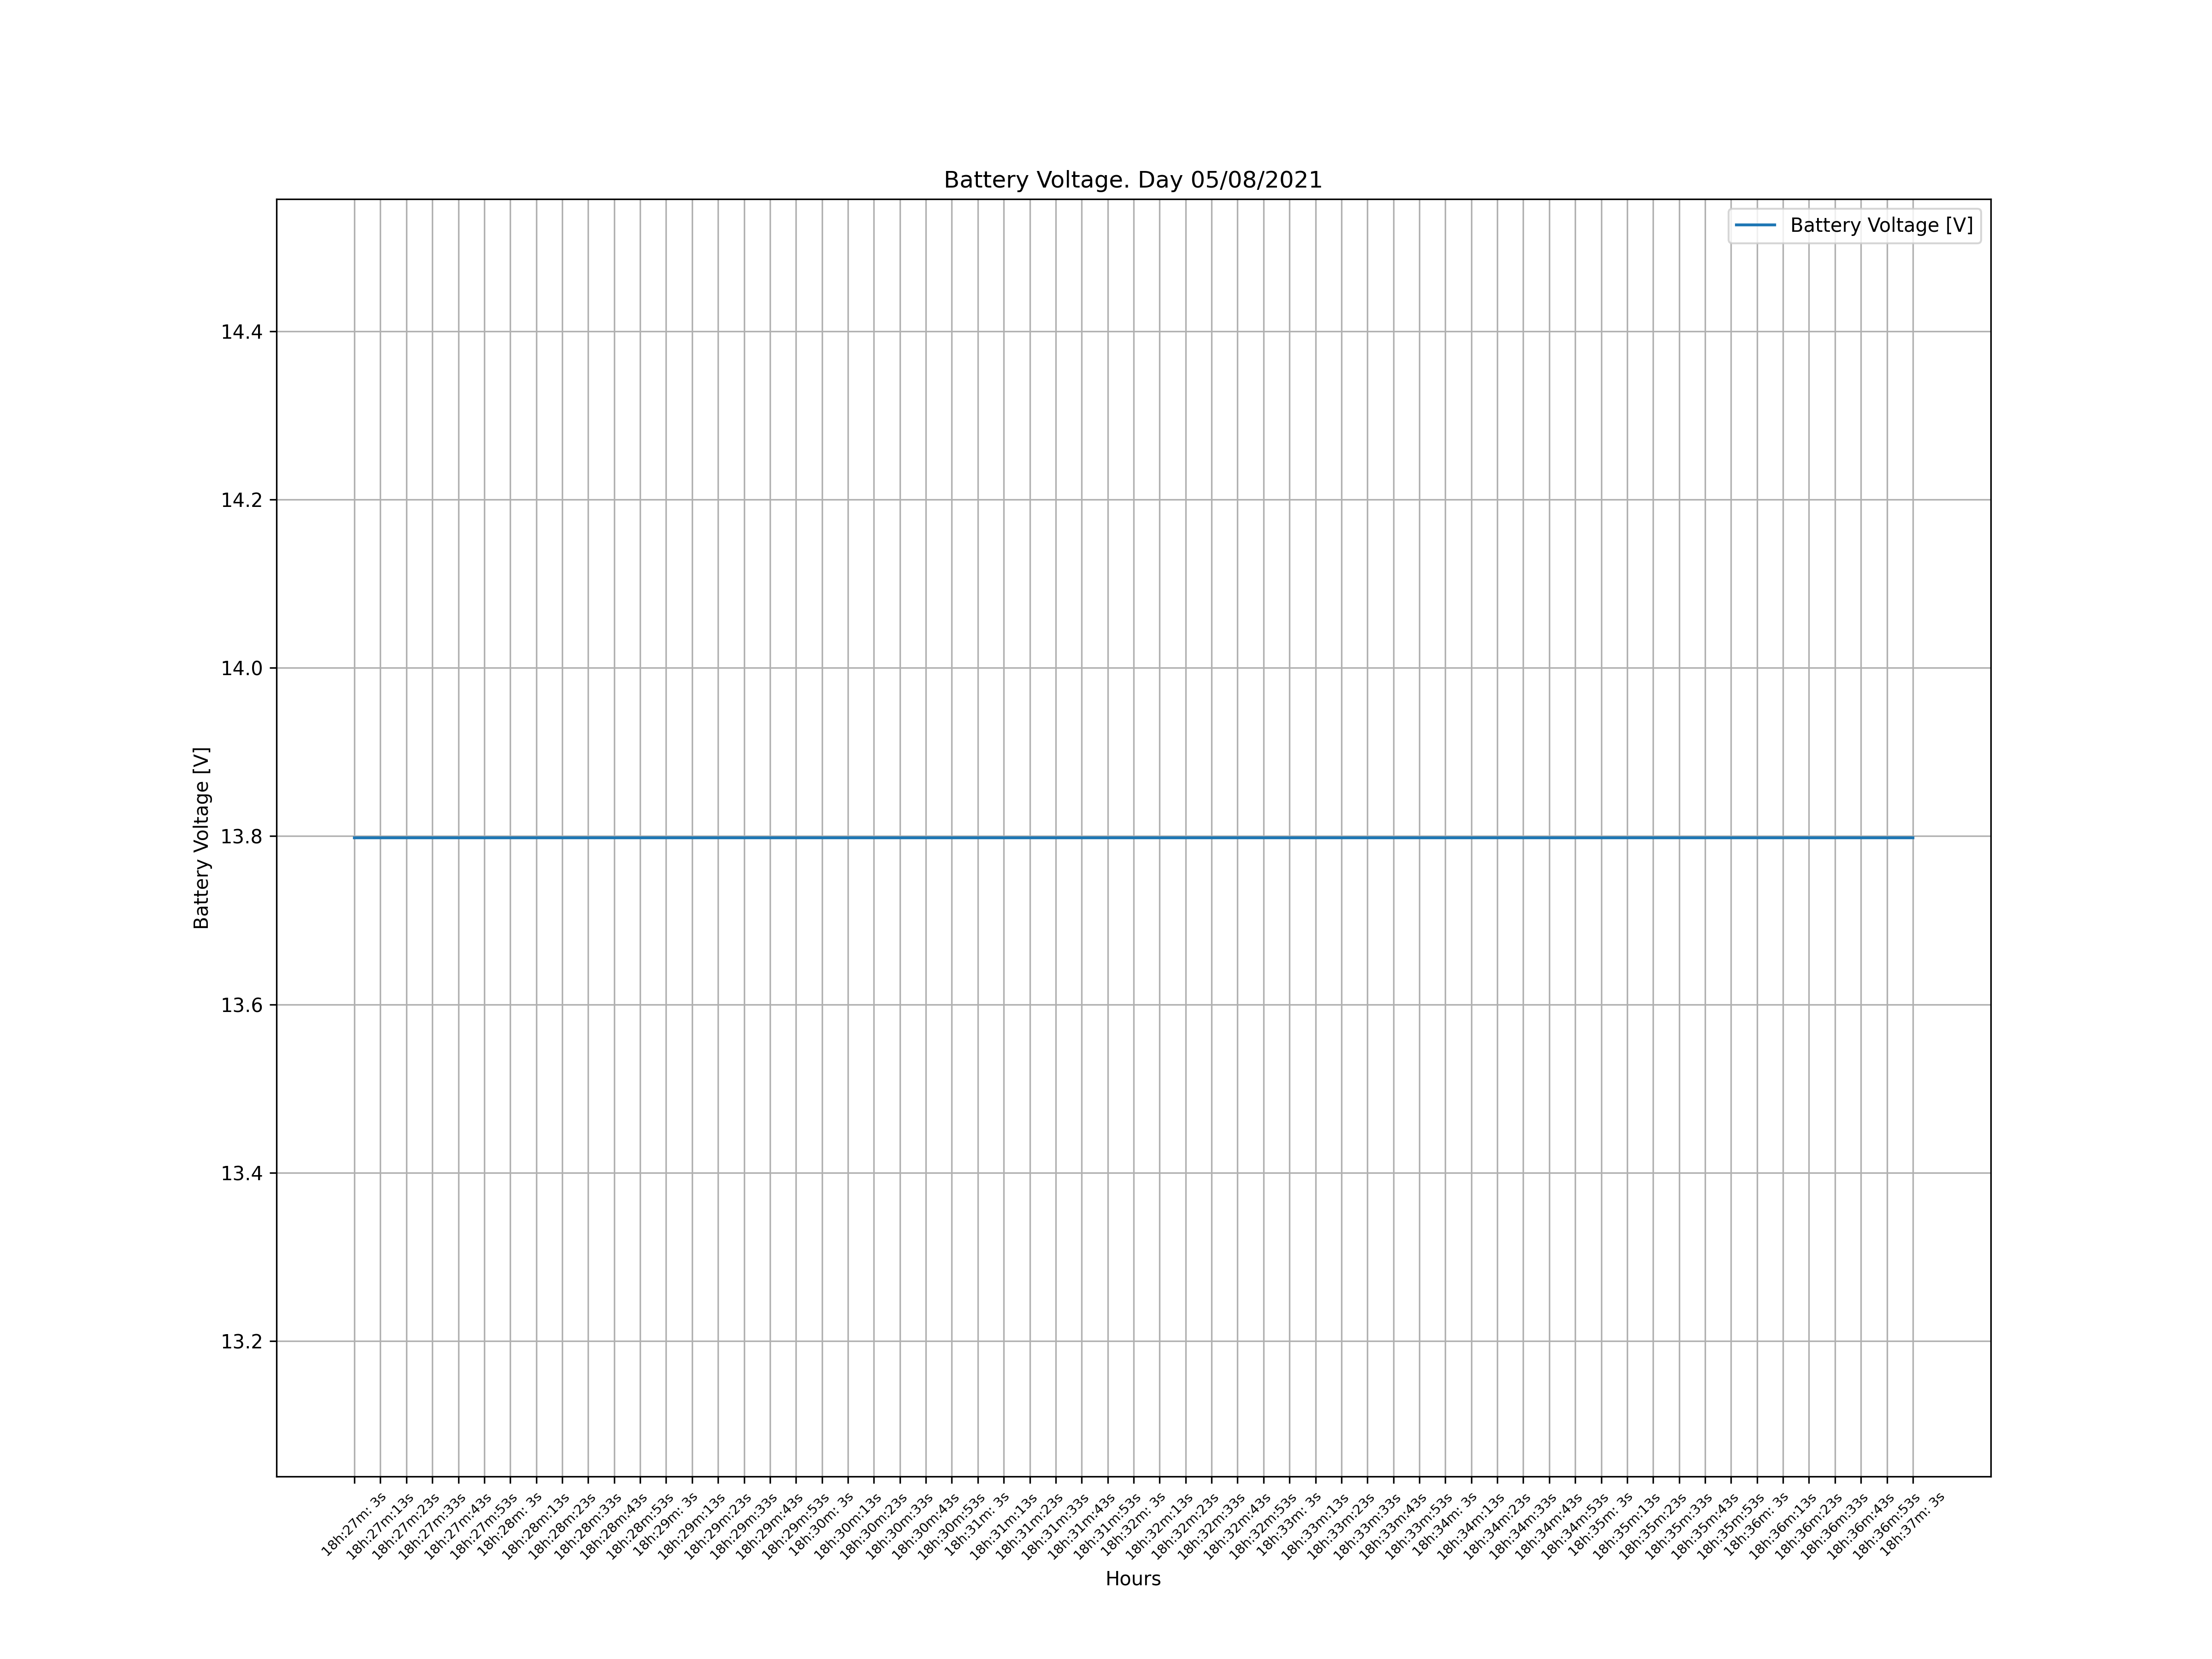 Battery Voltage. Day 05/08/2021
Battery Voltage [V]
14.4
14.2
14.0
13.8
13.6
13.4
13.2
Battery Voltage [V]
18h:27m: 3s
18h:27m:13s
18h:27m:23s
18h:27m:33s
18h:27m:43s
18h:27m:53s
18h:28m: 3s
18h:28m:13s
18h:28m:23s
18h:28m:33s
18h:28m:43s
18h:28m:53s
18h:29m: 3s
18h:29m:13s
18h:29m:23s
18h:29m:33s
18h:29m:43s
18h:29m:53s
18h:30m: 3s
18h:30m:13s
18h:30m:23s
18h:30m:33s
18h:30m:43s
18h:30m:53s
18h:31m: 3s
18h:31m:13s
18h:31m:23s
18h:31m:33s
18h:31m:43s
18h:31m:53s
18h:32m: 3s
18h:32m:13s
18h:32m:23s
18h:32m:33s
18h:32m:43s
18h:32m:53s
18h:33m: 3s
18h:33m:13s
18h:33m:23s
18h:33m:33s
18h:33m:43s
18h:33m:53s
18h:34m: 3s
18h:34m:13s
18h:34m:23s
18h:34m:33s
18h:34m:43s
18h:34m:53s
18h:35m: 3s
18h:35m:13s
18h:35m:23s
18h:35m:33s
18h:35m:43s
18h:35m:53s
18h:36m: 3s
18h:36m:13s
18h:36m:23s
18h:36m:33s
18h:36m:43s
18h:36m:53s
18h:37m: 3s
Hours